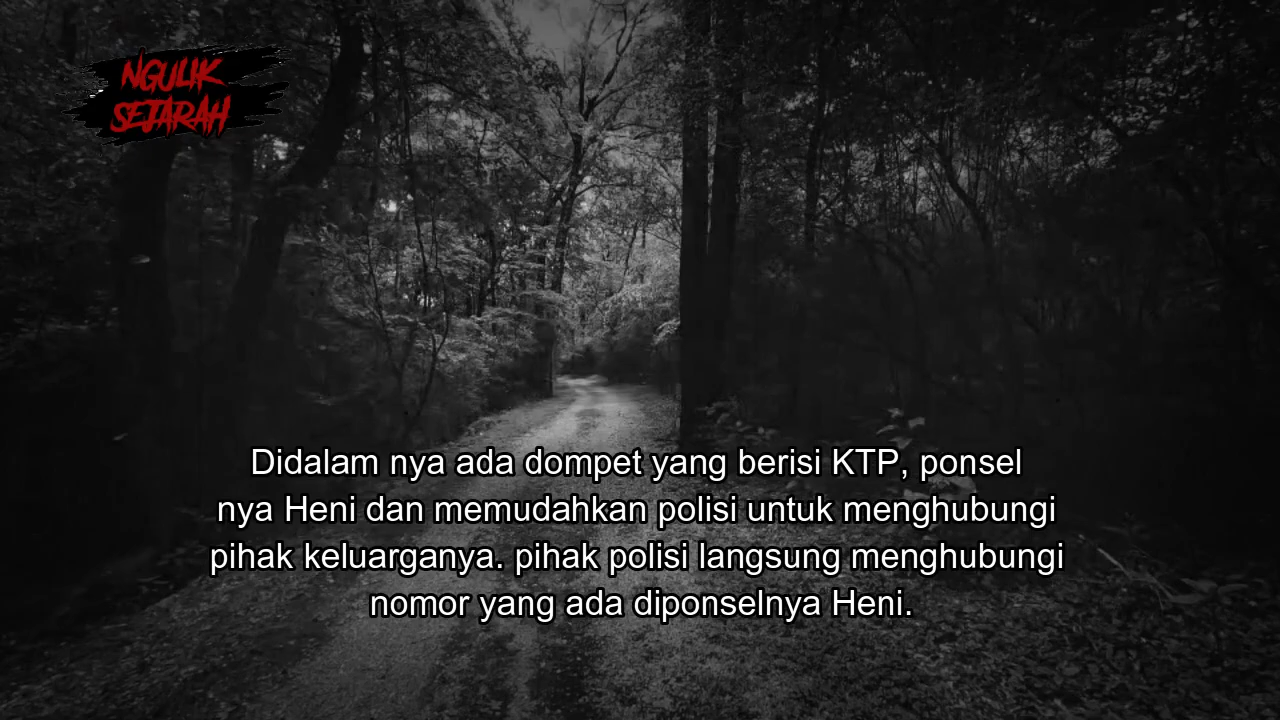 NGULIK
SEJARAH
Didalam nya ada dompet yang berisi KTP, ponsel
nya Heni dan memudahkan polisi untuk menghubungi
pihak keluarganya. pihak polisi langsung menghubungi
nomor yang ada diponselnya Heni.